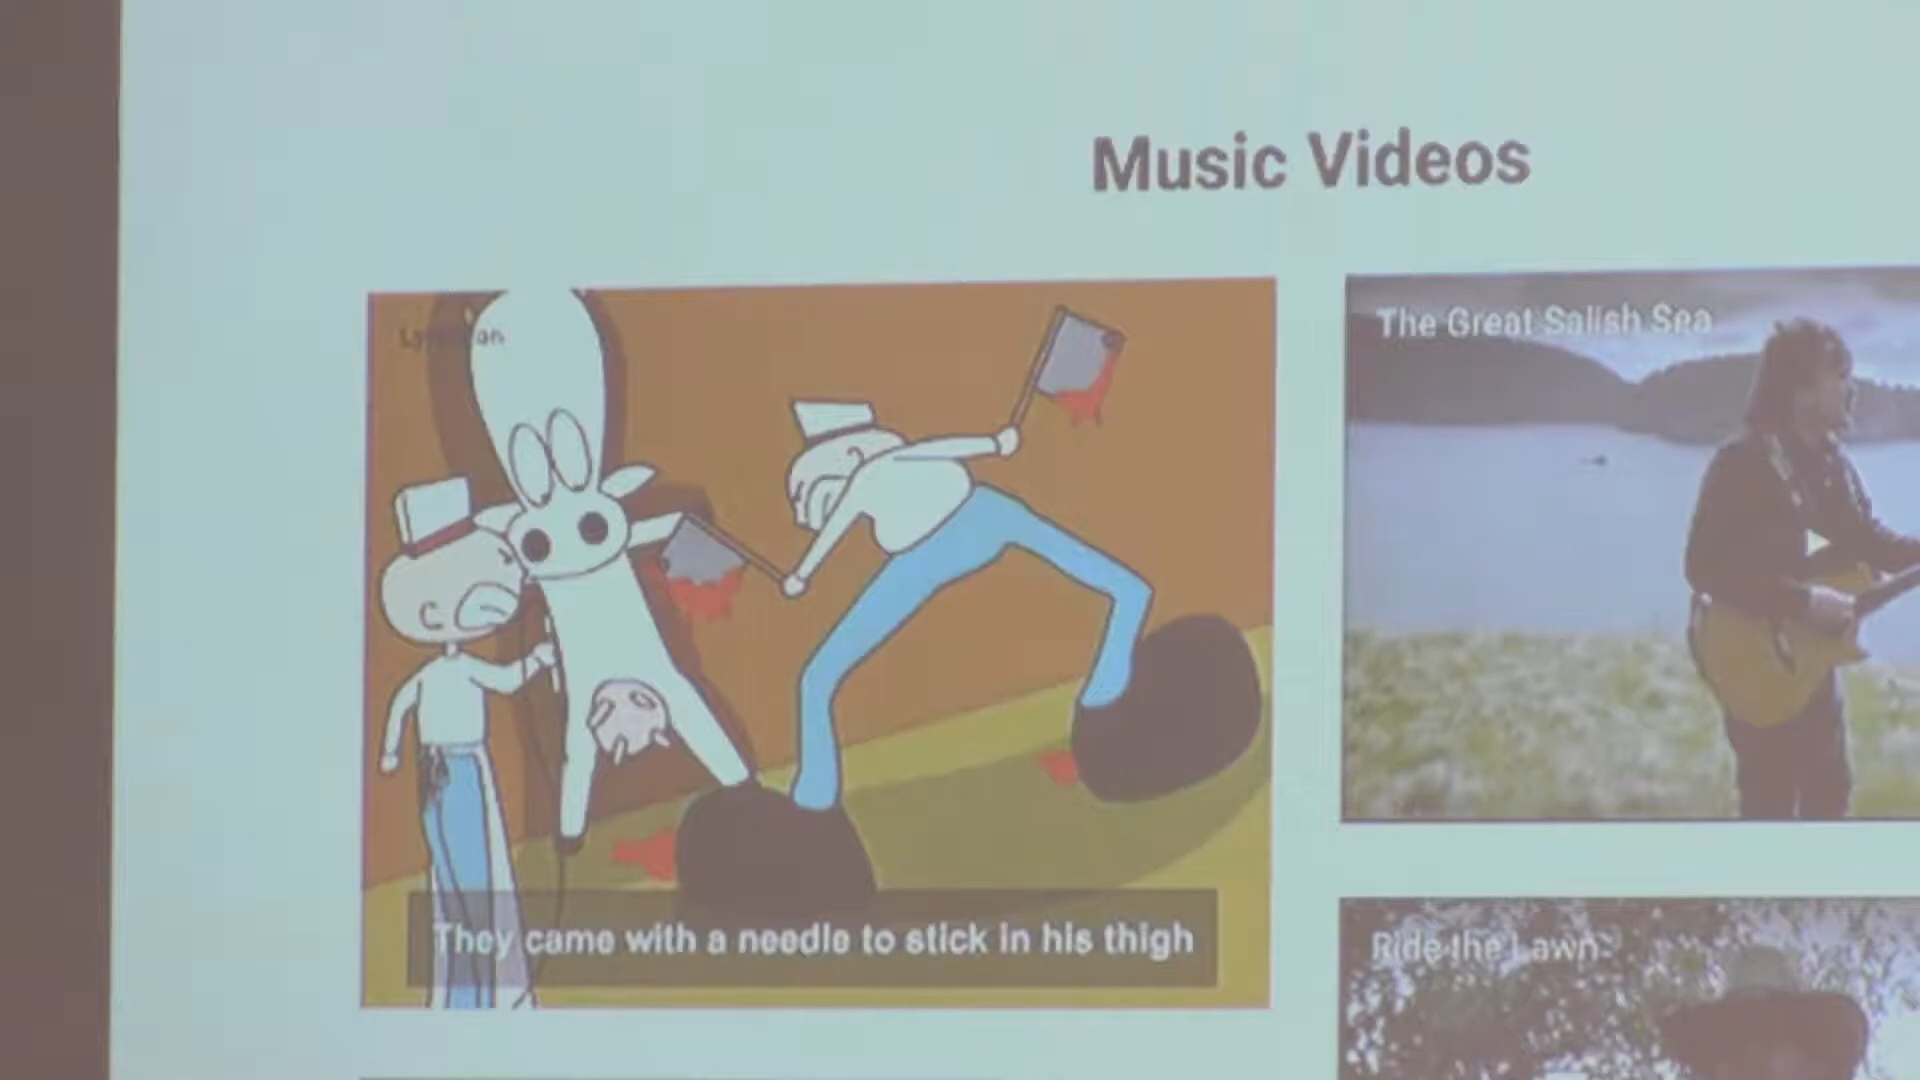 Music Videos
The Great Salish Sea
They came with a needle to stick in his thigh
Ride the Lawn